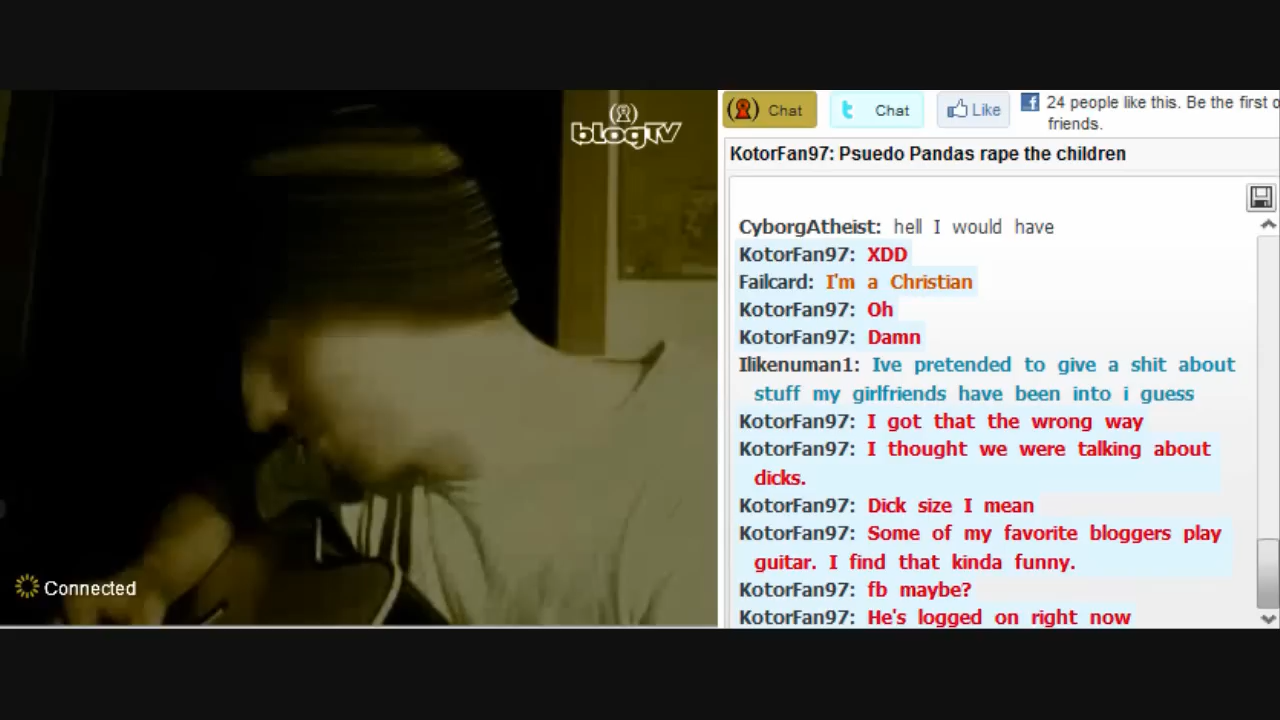 blogTV
Connected
Chat
Chat
Like
24 people like this. Be the first o
friends.
KotorFan97: Psuedo Pandas rape the children
CyborgAtheist: hell I would have
KotorFan97: XDD
Failcard: I'm a Christian
KotorFan97: Oh
KotorFan97: Damn
Ilikenuman1: Ive pretended to give a shit about
stuff my girlfriends have been into i guess
KotorFan97: I got that the wrong way
KotorFan97: I thought we were talking about
dicks.
KotorFan97: Dick size I mean
KotorFan97: Some of my favorite bloggers play
guitar. I find that kinda funny.
KotorFan97: fb maybe?
KotorFan97: He's logged on right now